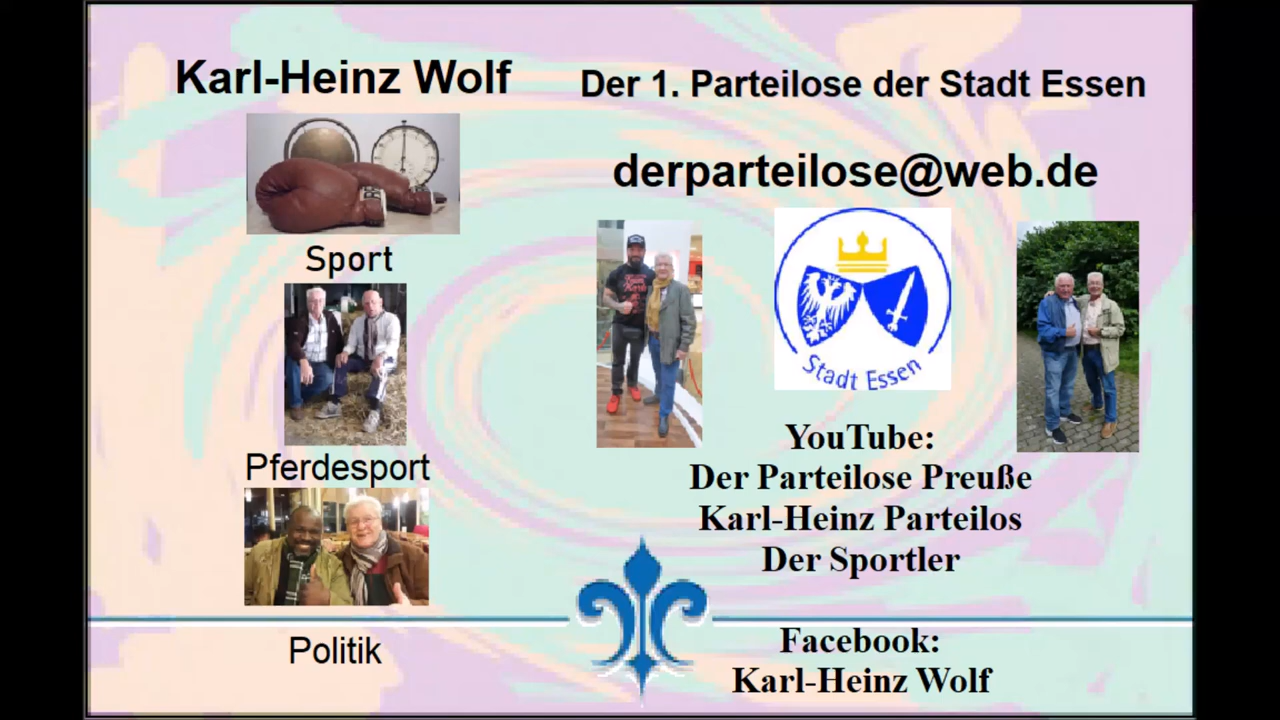 Karl-Heinz Wolf
Der 1. Parteilose der Stadt Essen
derparteilose@web.de
Sport
Pferdesport
Politik
Stadt Essen
YouTube:
Der Parteilose Preuße
Karl-Heinz Parteilos
Der Sportler
Facebook:
Karl-Heinz Wolf